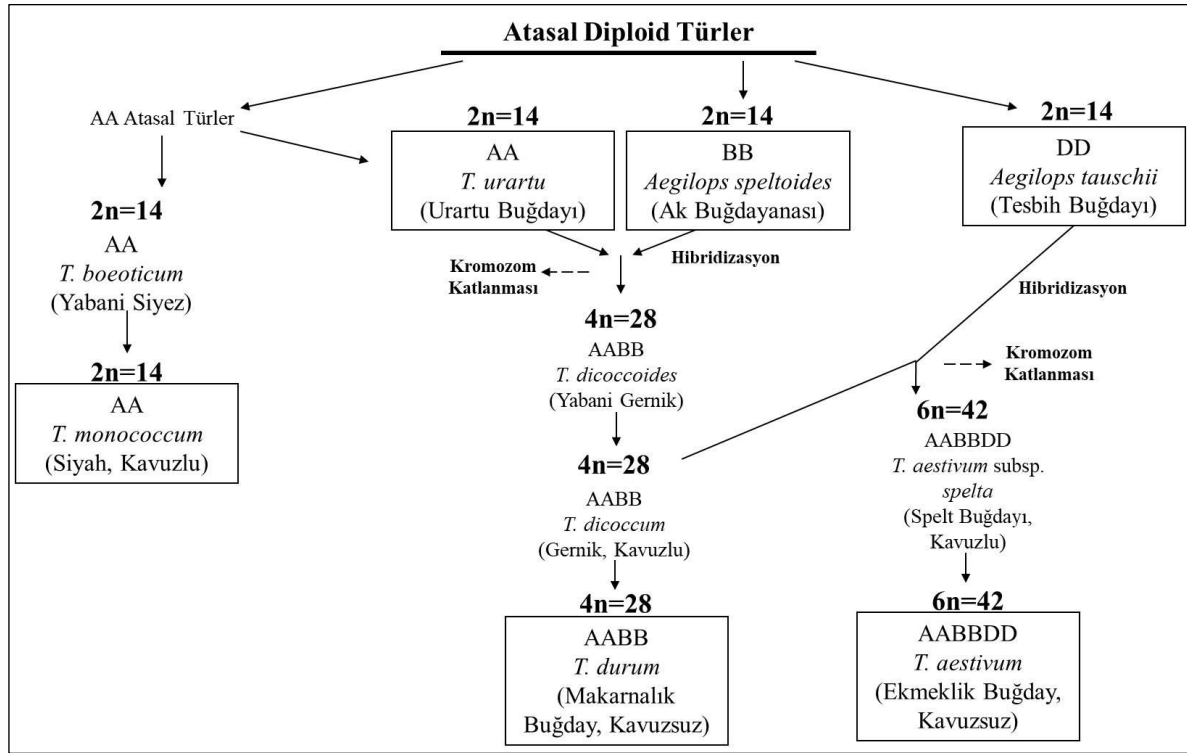 Atasal Diploid Türler
AA Atasal Türler
2n=14
AA
T. boeoticum
(Yabani Siyez)
2n=14
AA
T. monococcum
(Siyah, Kavuzlu)
2n=14
AA
T. urartu
(Urartu Buğdayı)
2n=14
BB
Aegilops speltoides
(Ak Buğdayanası)
Kromozom
Katlanması
Hibridizasyon
4n=28
AABB
T. dicoccoides
(Yabani Gernik)
4n=28
AABB
T. dicoccum
(Gernik, Kavuzlu)
4n=28
AABB
T. durum
(Makarnalık
Buğday, Kavuzsuz)
2n=14
DD
Aegilops tauschii
(Tesbih Buğdayı)
Hibridizasyon
Kromozom
Katlanması
6n=42
AABBDD
T. aestivum subsp.
spelta
(Spelt Buğdayı,
Kavuzlu)
6n=42
AABBDD
T. aestivum
(Ekmeklik Buğday,
Kavuzsuz)